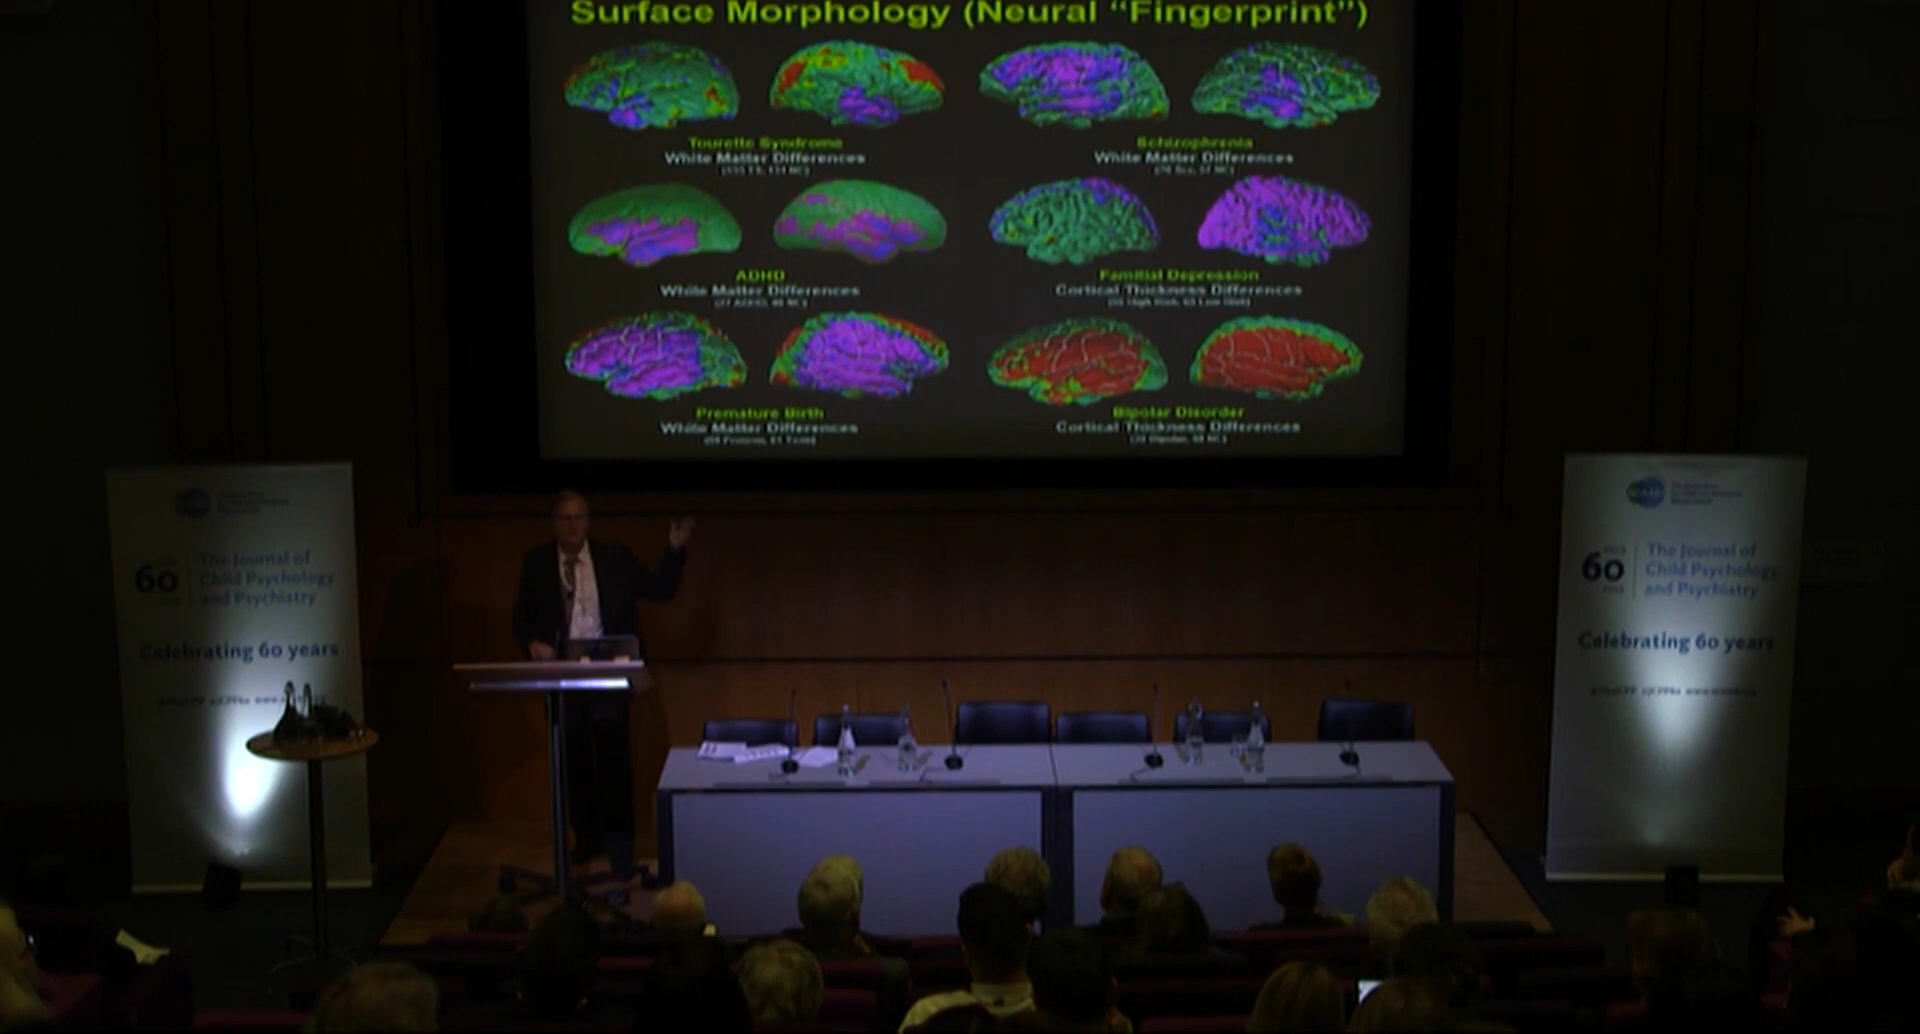 Surface Morphology (Neural “Fingerprint”)
Tourette Syndrome
White Matter Differences
Schizophrenia
White Matter Differences
ADHD
White Matter Differences
Familial Depression
Cortical Thickness Differences
Premature Birth
White Matter Differences
Bipolar Disorder
Cortical Thickness Differences
60
The Journal of
Child Psychology
and Psychiatry
Celebrating 60 years
60
The Journal of
Child Psychology
and Psychiatry
Celebrating 60 years